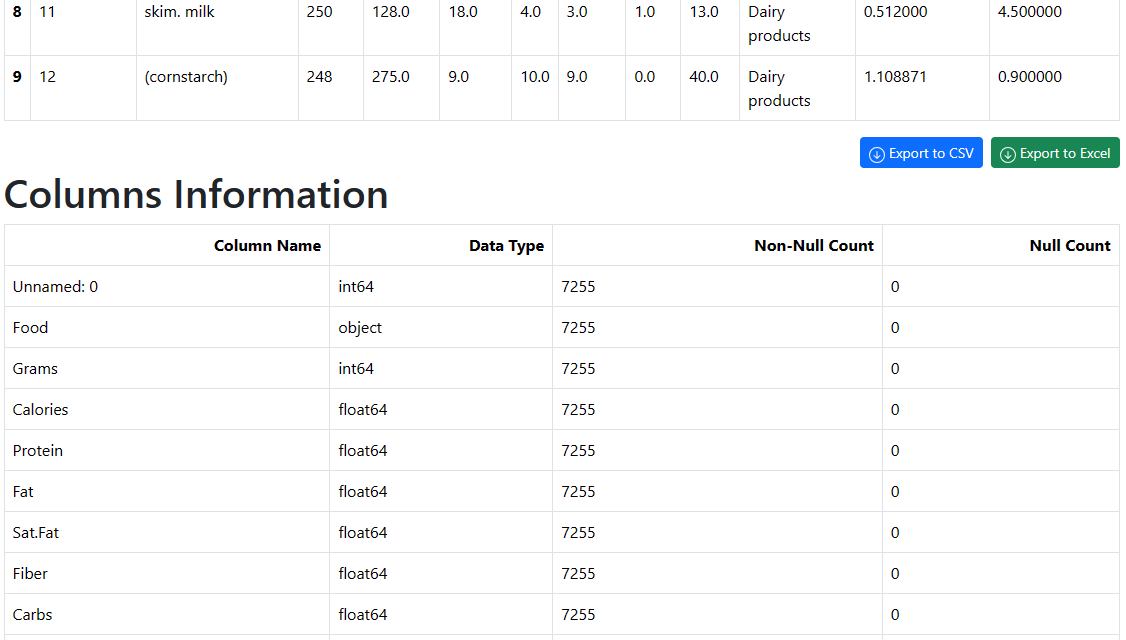 8 11 skim. milk 250 128.0 18.0 4.0 3.0 1.0 13.0 Dairy 0.512000 4.500000
products
9 12 (cornstarch) 248 275.0 9.0 10.0 9.0 0.0 40.0 Dairy 1.108871 0.900000
products
Export to CSV Export to Excel
Columns Information
Column Name Data Type Non-Null Count Null Count
Unnamed: 0 int64 7255 0
Food object 7255 0
Grams int64 7255 0
Calories float64 7255 0
Protein float64 7255 0
Fat float64 7255 0
Sat.Fat float64 7255 0
Fiber float64 7255 0
Carbs float64 7255 0